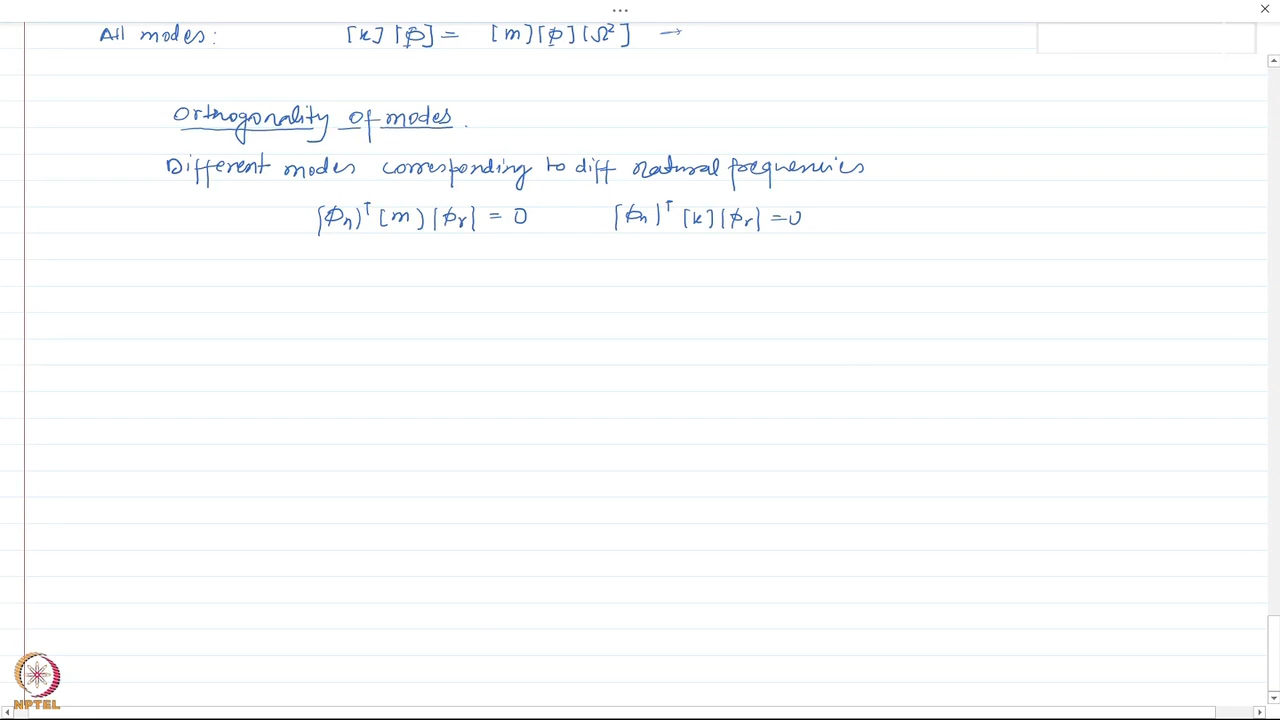 All modes: [k] [ϕ] = [m][ϕ][Ω²] →
Orthogonality of modes.
Different modes corresponding to diff natural frequencies
[ϕn]ᵀ [m] [ϕr] = 0 [ϕn]ᵀ [k] [ϕr] = 0
NPTEL